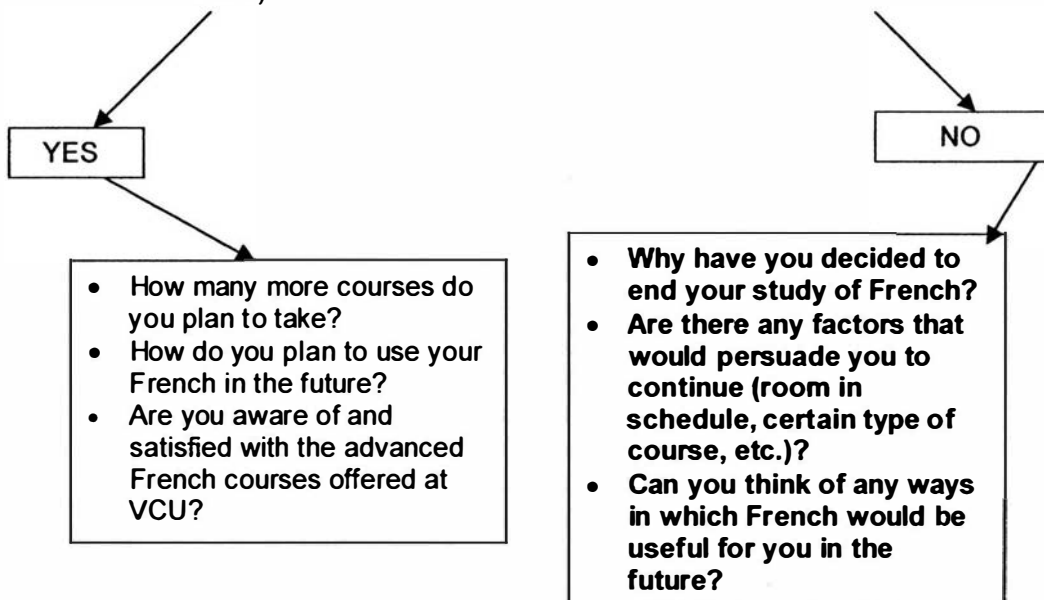 YES
NO
• How many more courses do
you plan to take?
• How do you plan to use your
French in the future?
• Are you aware of and
satisfied with the advanced
French courses offered at
VCU?
• Why have you decided to
end your study of French?
• Are there any factors that
would persuade you to
continue (room in
schedule, certain type of
course, etc.)?
• Can you think of any ways
in which French would be
useful for you in the
future?